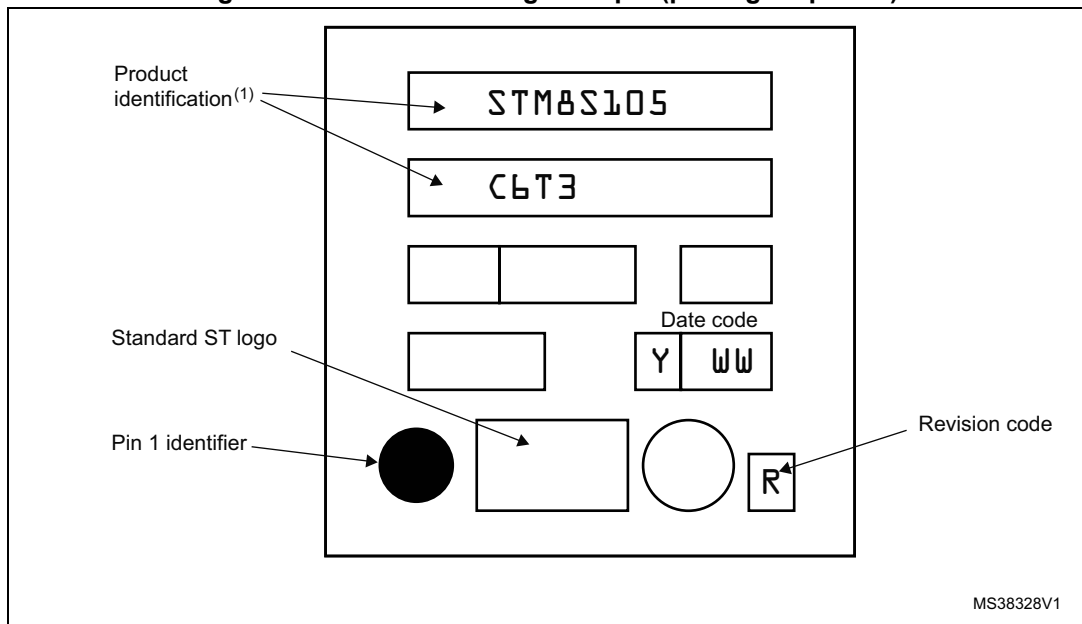 Product
identification(1)
STM8S105
C6T3
Date code
Standard ST logo
Y WW
Pin 1 identifier
Revision code
R
MS38328V1